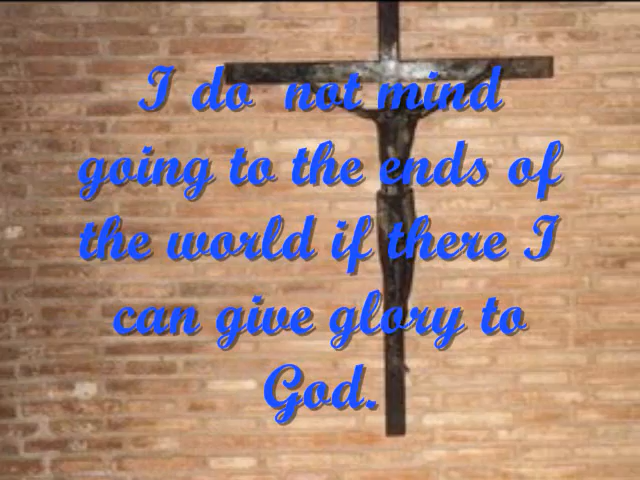 I do  not mind
going to the ends of
the world if there I
can give glory to
God.